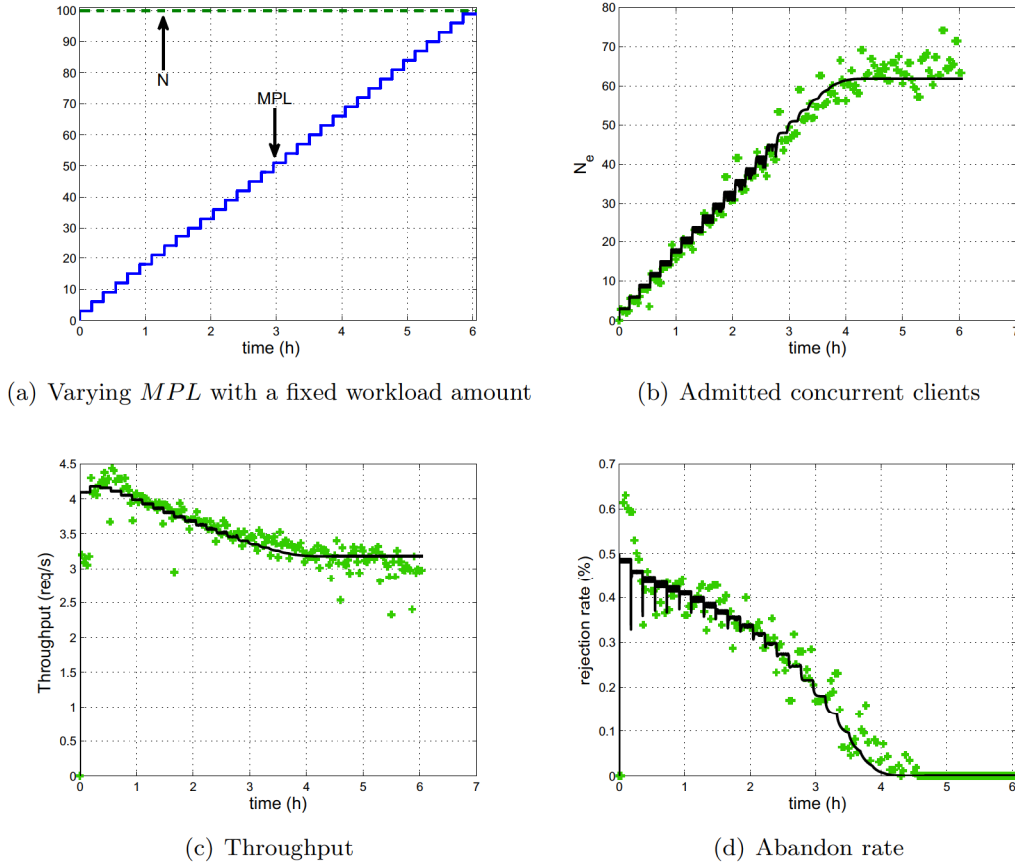 100
90
80
70
60
50
40
30
20
10
0
N
MPL
0 1 2 3 4 5 6
time (h)
(a) Varying MPL with a fixed workload amount
80
70
60
50
40
30
20
10
0
N_e
0 1 2 3 4 5 6 7
time (h)
(b) Admitted concurrent clients
4.5
4
3.5
3
2.5
2
1.5
1
0.5
0
Throughput (req/s)
0 1 2 3 4 5 6 7
time (h)
(c) Throughput
0.7
0.6
0.5
0.4
0.3
0.2
0.1
0
rejection rate (%)
0 1 2 3 4 5 6
time (h)
(d) Abandon rate